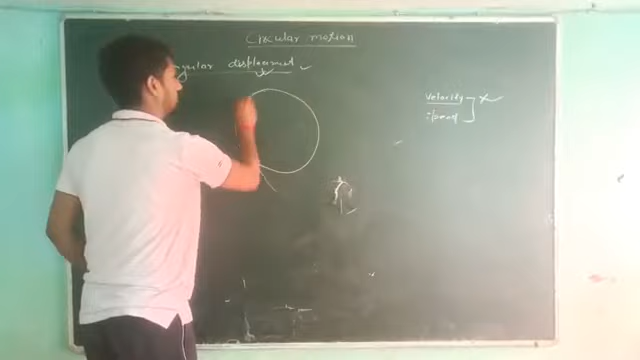 Circular motion
displacement
Velocity
speed